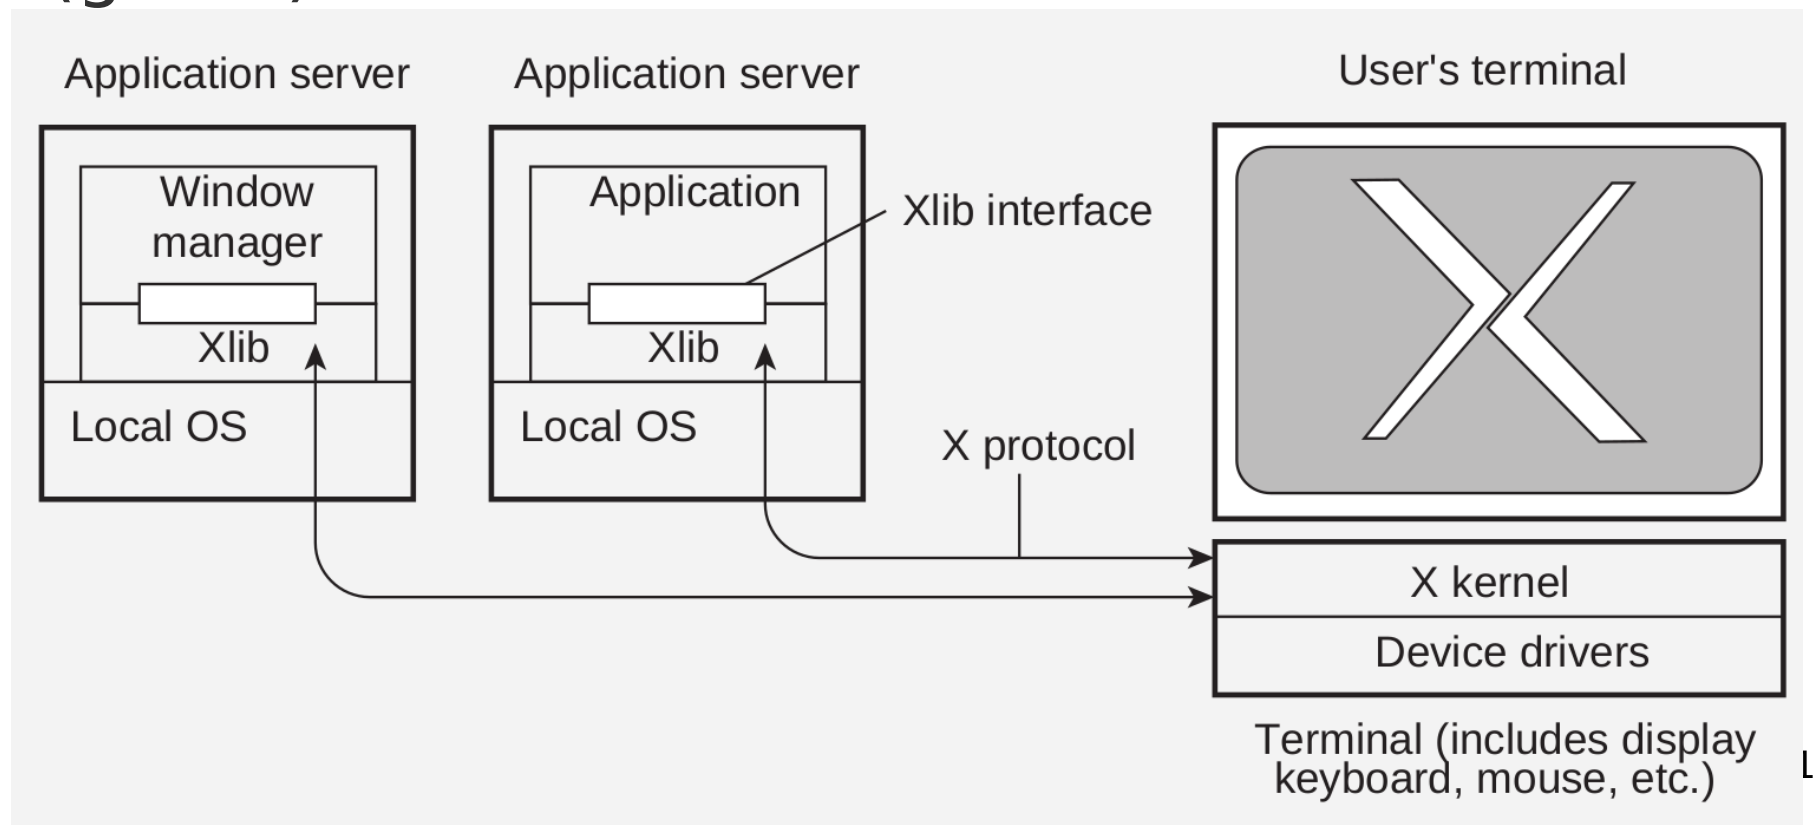 Application server
Application server
User's terminal
Window
manager
Application
Xlib interface
Xlib
Xlib
Local OS
Local OS
X protocol
X kernel
Device drivers
Terminal (includes display
keyboard, mouse, etc.)